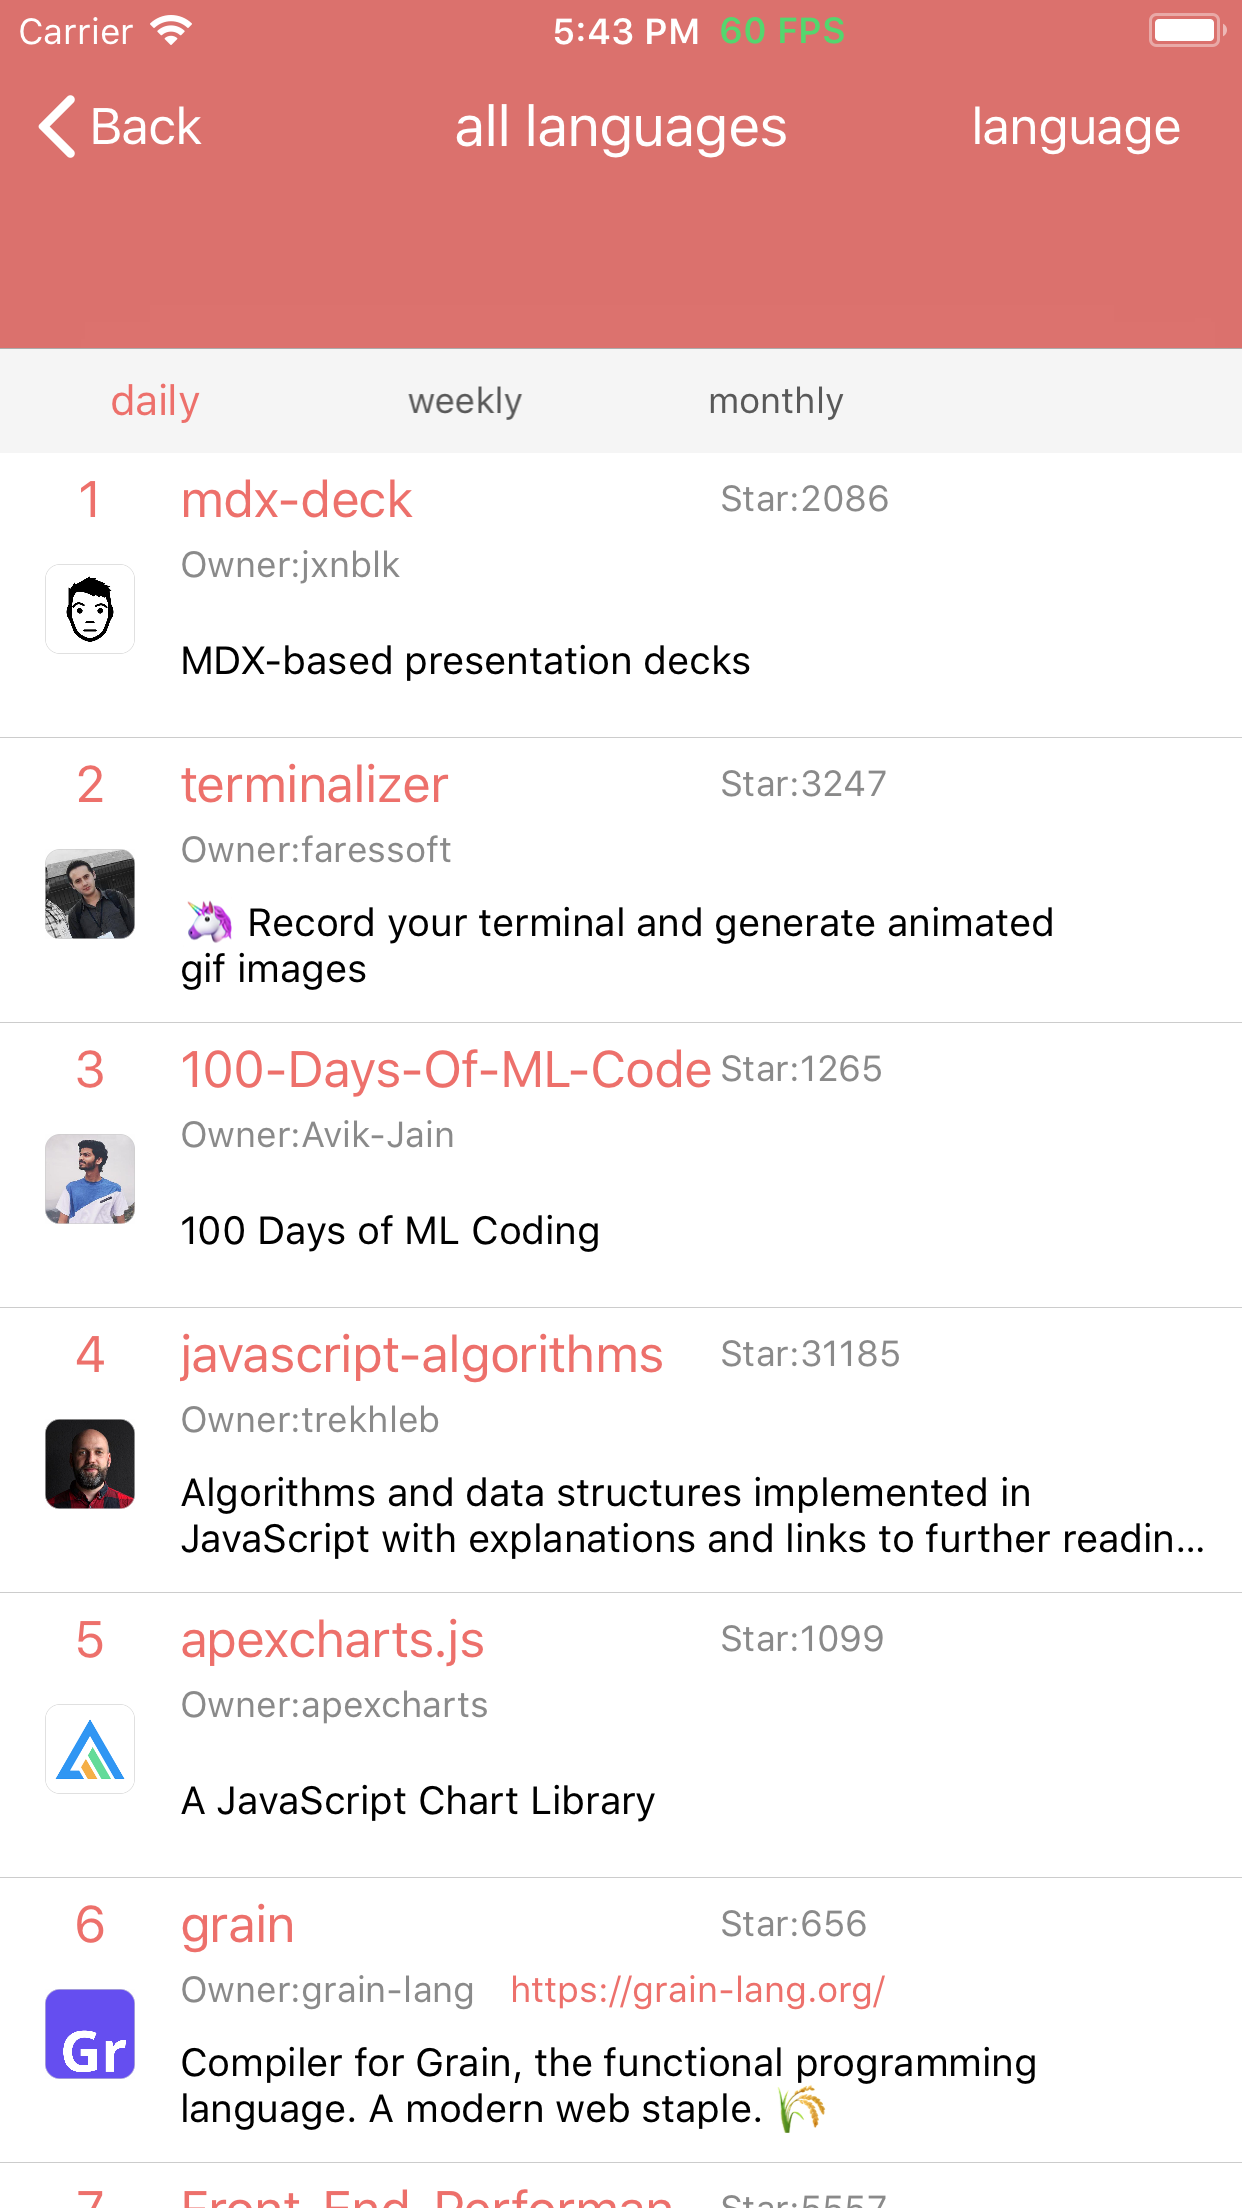 Carrier 5:43 PM 60 FPS
Back all languages language
daily weekly monthly
1 mdx-deck Star:2086
Owner:jxnblk
MDX-based presentation decks
2 terminalizer Star:3247
Owner:faressoft
🦄 Record your terminal and generate animated
gif images
3 100-Days-Of-ML-Code Star:1265
Owner:Avik-Jain
100 Days of ML Coding
4 javascript-algorithms Star:31185
Owner:trekhleb
Algorithms and data structures implemented in
JavaScript with explanations and links to further readin...
5 apexcharts.js Star:1099
Owner:apexcharts
A JavaScript Chart Library
6 grain Star:656
Owner:grain-lang https://grain-lang.org/
Gr
Compiler for Grain, the functional programming
language. A modern web staple. 🌾
7 Front-End-Performan Star:5557